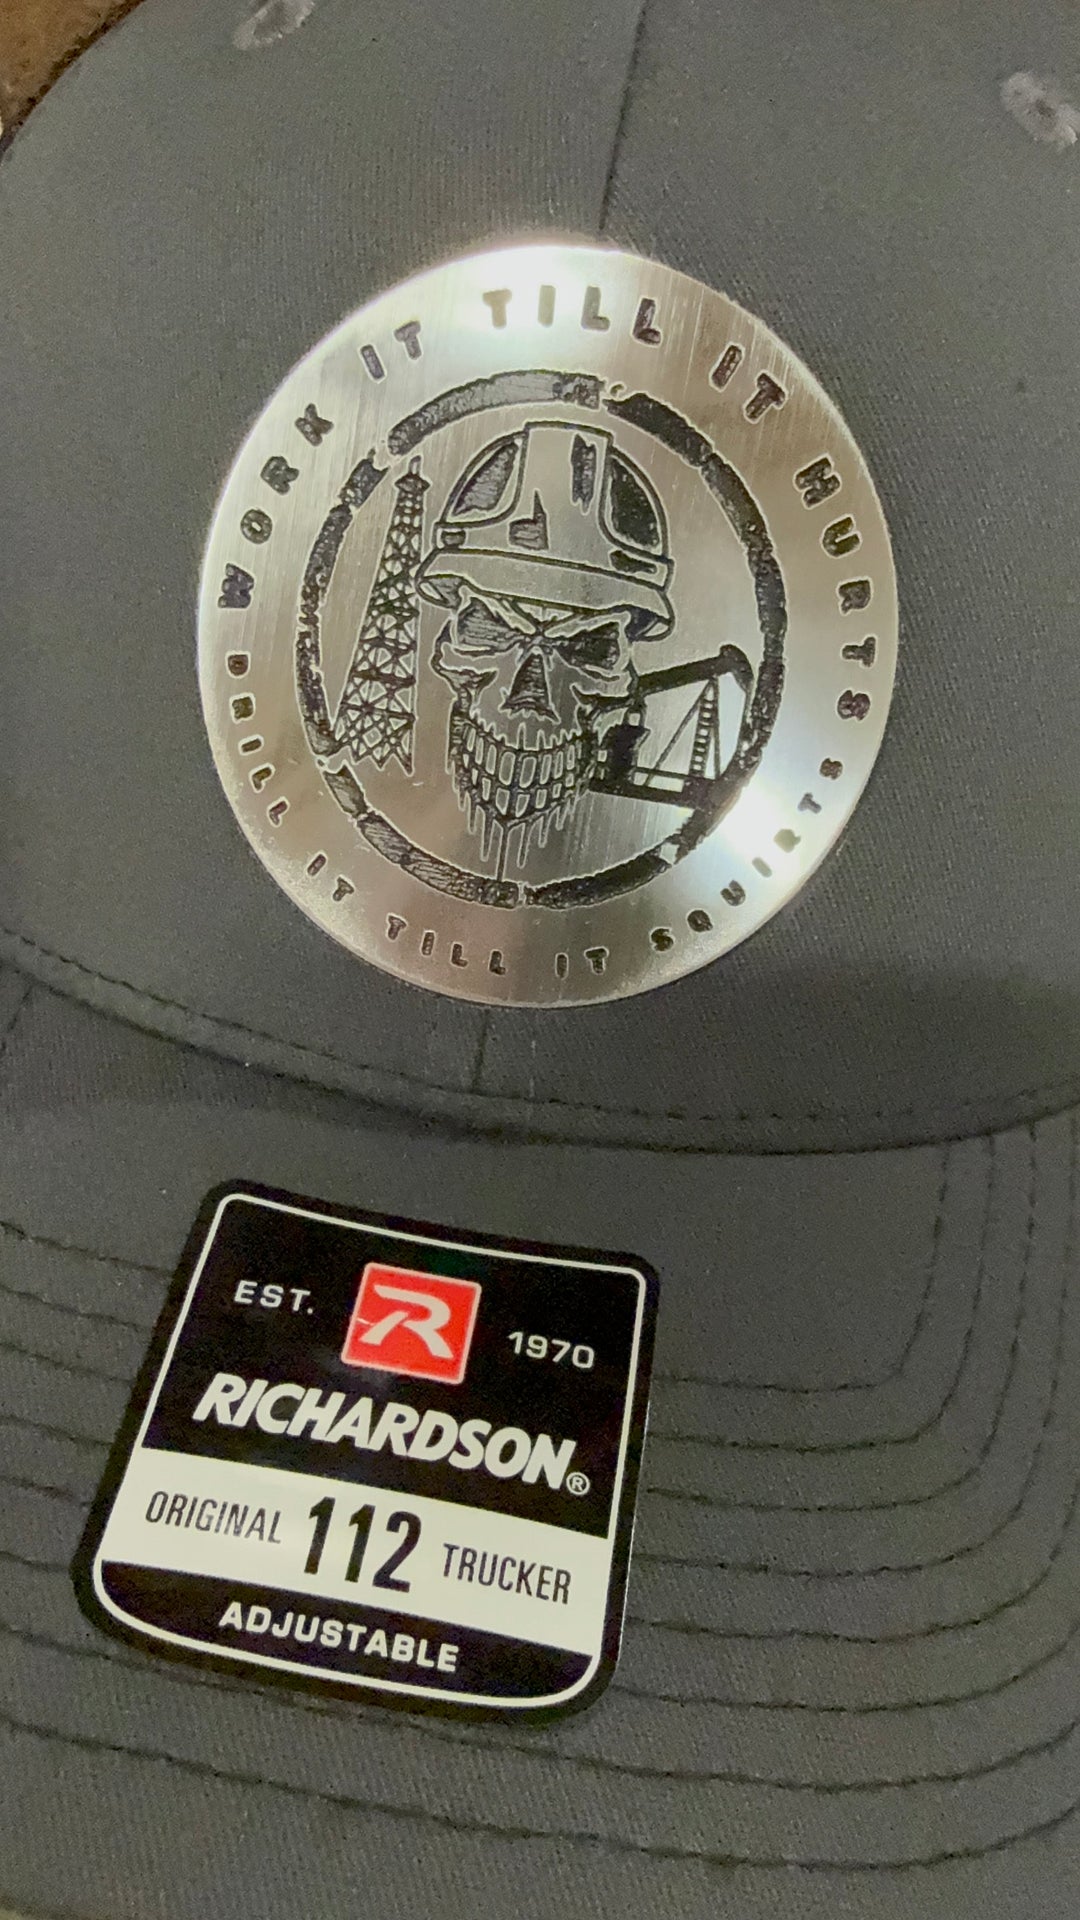 WORK IT TILL IT HURTS
DRILL IT TILL IT SQUIRTS
EST. R 1970
RICHARDSON®
ORIGINAL 112 TRUCKER
ADJUSTABLE